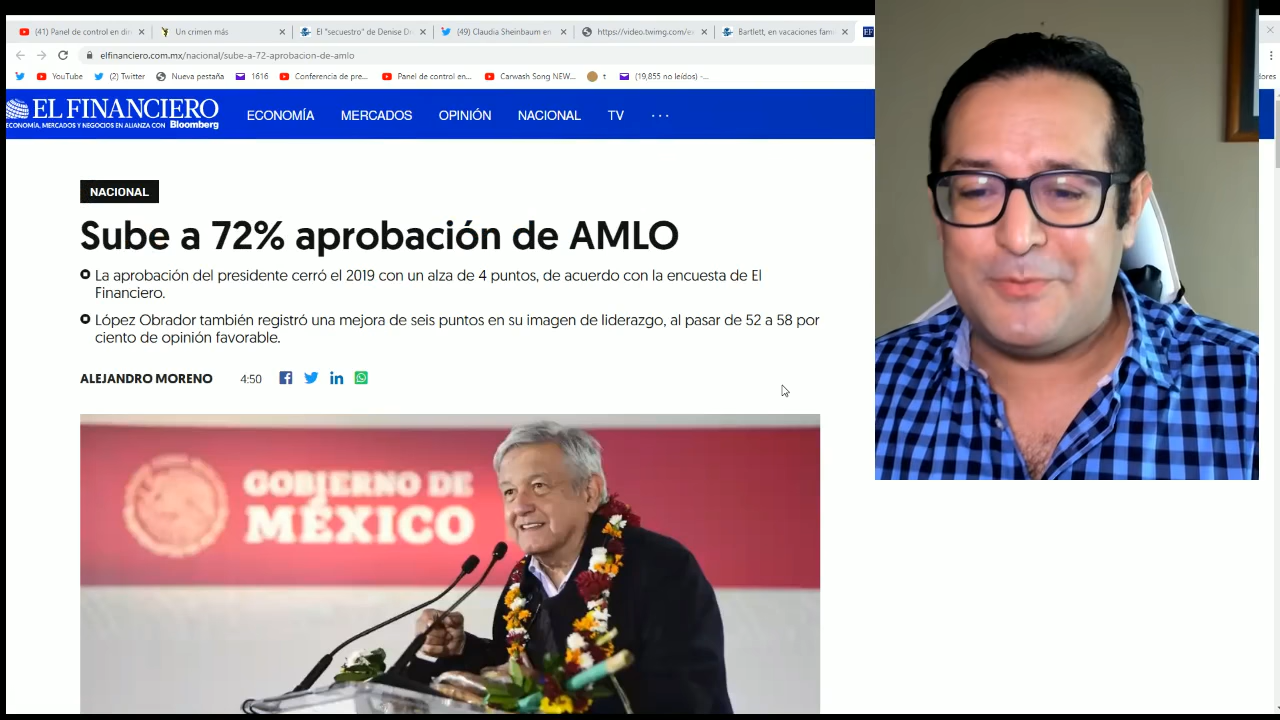 (41) Panel de control en dir
Un crimen más
El "secuestro" de Denise D
(49) Claudia Sheinbaum en
https://video.twimg.com/e
Bartlett, en vacaciones fam
EF
elfinanciero.com.mx/nacional/sube-a-72-aprobacion-de-amlo
YouTube
(2) Twitter
Nueva pestaña
1616
Conferencia de pre...
Panel de control en...
Carwash Song NEW...
t
(19,855 no leídos) -...
dores
EL FINANCIERO
ECONOMÍA, MERCADOS Y NEGOCIOS EN ALIANZA CON Bloomberg
ECONOMÍA
MERCADOS
OPINIÓN
NACIONAL
TV
...
NACIONAL
Sube a 72% aprobación de AMLO
La aprobación del presidente cerró el 2019 con un alza de 4 puntos, de acuerdo con la encuesta de El
Financiero.
López Obrador también registró una mejora de seis puntos en su imagen de liderazgo, al pasar de 52 a 58 por
ciento de opinión favorable.
ALEJANDRO MORENO
4:50
GOBIERNO DE
MÉXICO